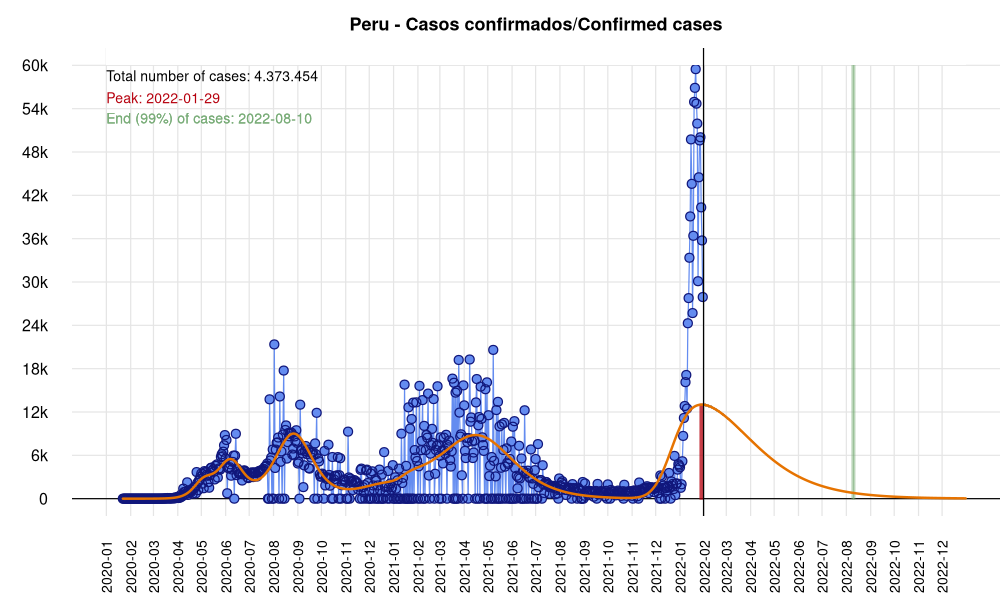 Peru - Casos confirmados/Confirmed cases
Total number of cases: 4.373.454
Peak: 2022-01-29
End (99%) of cases: 2022-08-10
60k
54k
48k
42k
36k
30k
24k
18k
12k
6k
0
2020-01
2020-02
2020-03
2020-04
2020-05
2020-06
2020-07
2020-08
2020-09
2020-10
2020-11
2020-12
2021-01
2021-02
2021-03
2021-04
2021-05
2021-06
2021-07
2021-08
2021-09
2021-10
2021-11
2021-12
2022-01
2022-02
2022-03
2022-04
2022-05
2022-06
2022-07
2022-08
2022-09
2022-10
2022-11
2022-12